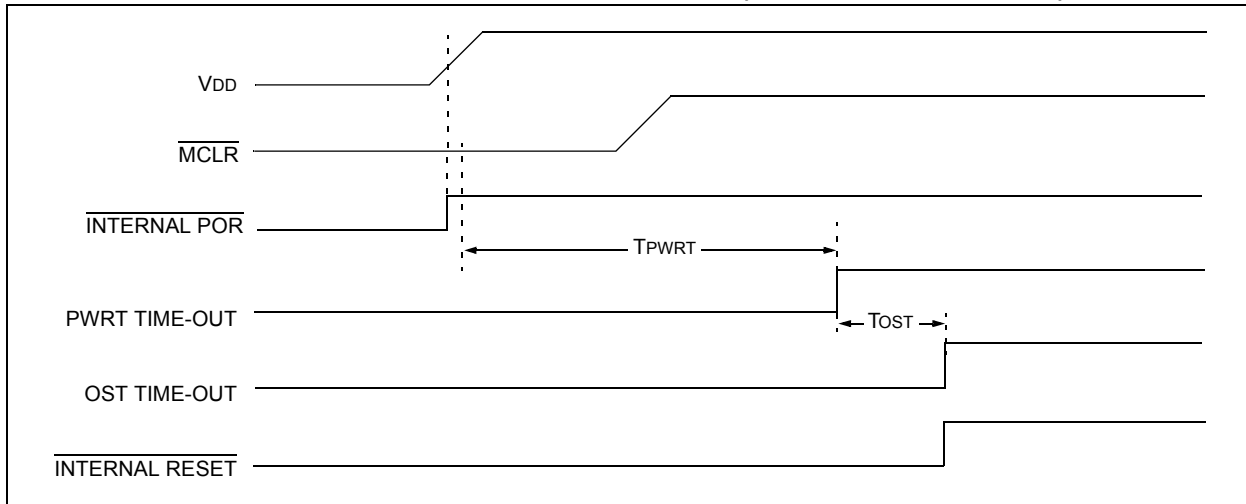 VDD
MCLR
INTERNAL POR
TPWRT
PWRT TIME-OUT
TOST
OST TIME-OUT
INTERNAL RESET